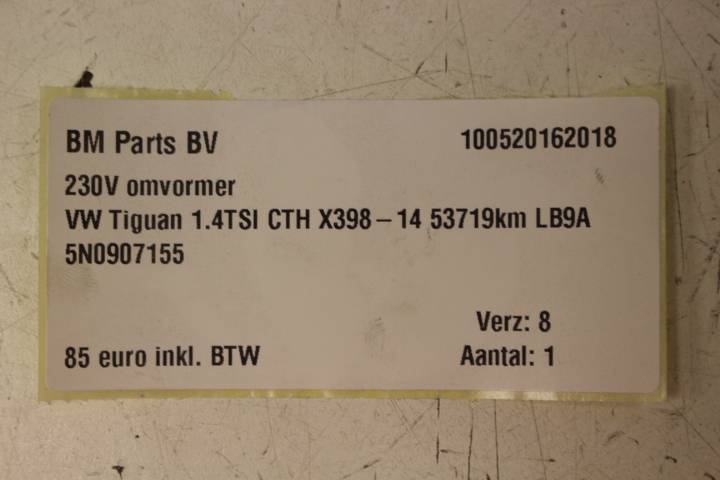 BM Parts BV 100520162018
230V omvormer
VW Tiguan 1.4TSI CTH X398-14 53719km LB9A
5N0907155
Verz: 8
85 euro inkl. BTW Aantal: 1